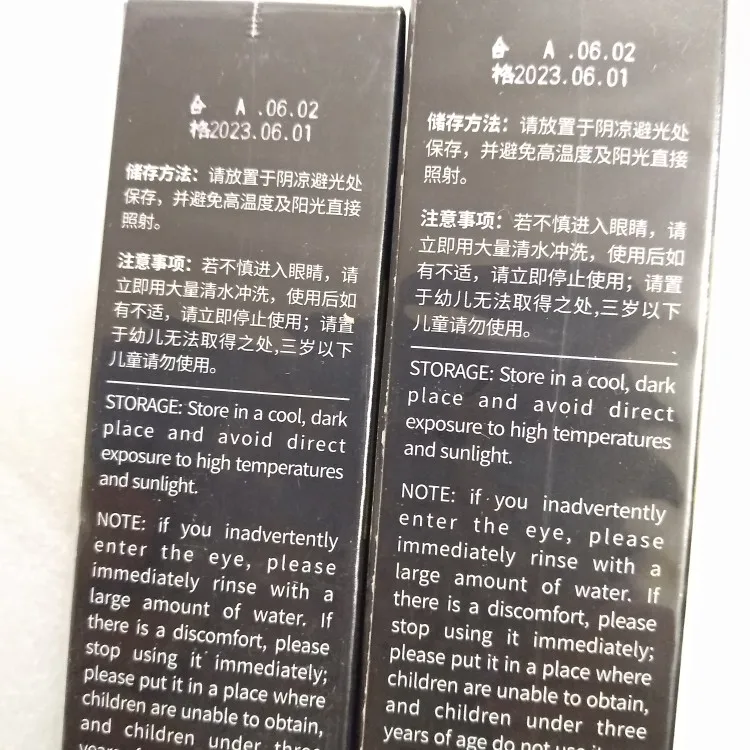 合 A .06.02
格2023.06.01
储存方法：请放置于阴凉避光处
保存，并避免高温度及阳光直接
照射。
注意事项：若不慎进入眼睛，请
立即用大量清水冲洗，使用后如
有不适，请立即停止使用；请置
于幼儿无法取得之处,三岁以下
儿童请勿使用。
STORAGE: Store in a cool, dark
place and avoid direct
exposure to high temperatures
and sunlight.
NOTE: if you inadvertently
enter the eye, please
immediately rinse with a
large amount of water. If
there is a discomfort, please
stop using it immediately;
please put it in a place where
children are unable to obtain,
and children under three
合 A .06.02
格2023.06.01
储存方法：请放置于阴凉避光处
保存，并避免高温度及阳光直接
照射。
注意事项：若不慎进入眼睛，请
立即用大量清水冲洗，使用后如
有不适，请立即停止使用；请置
于幼儿无法取得之处,三岁以下
儿童请勿使用。
STORAGE: Store in a cool, dark
place and avoid direct
exposure to high temperatures
and sunlight.
NOTE: if you inadvertently
enter the eye, please
immediately rinse with a
large amount of water. If
there is a discomfort, please
stop using it immediately;
please put it in a place where
children are unable to obtain,
and children under three
years of age do not use